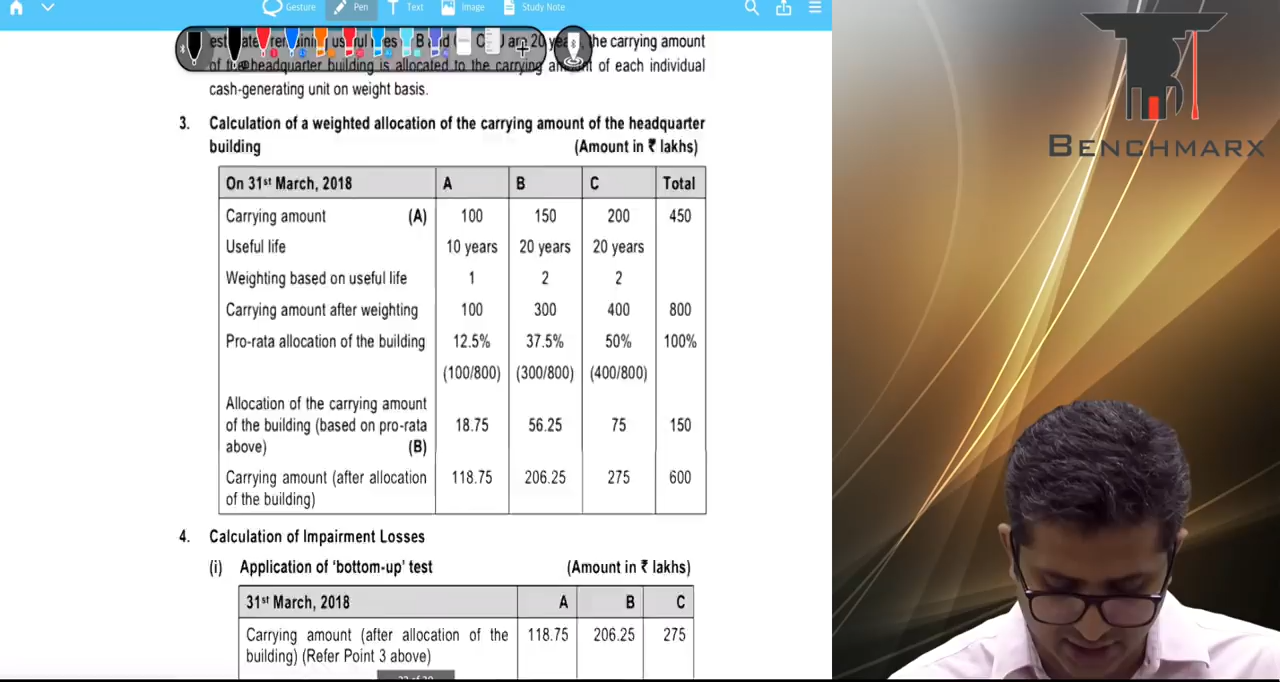 Gesture Pen Text Image Study Note
the carrying amount
of the headquarter building is allocated to the carrying of each individual
cash-generating unit on weight basis.
3. Calculation of a weighted allocation of the carrying amount of the headquarter
building (Amount in ₹ lakhs)
On 31st March, 2018 A B C Total
Carrying amount (A) 100 150 200 450
Useful life 10 years 20 years 20 years
Weighting based on useful life 1 2 2
Carrying amount after weighting 100 300 400 800
Pro-rata allocation of the building 12.5% 37.5% 50% 100%
(100/800) (300/800) (400/800)
Allocation of the carrying amount
of the building (based on pro-rata 18.75 56.25 75 150
above) (B)
Carrying amount (after allocation 118.75 206.25 275 600
of the building)
4. Calculation of Impairment Losses
(i) Application of ‘bottom-up’ test (Amount in ₹ lakhs)
31st March, 2018 A B C
Carrying amount (after allocation of the 118.75 206.25 275
building) (Refer Point 3 above)
BENCHMARX